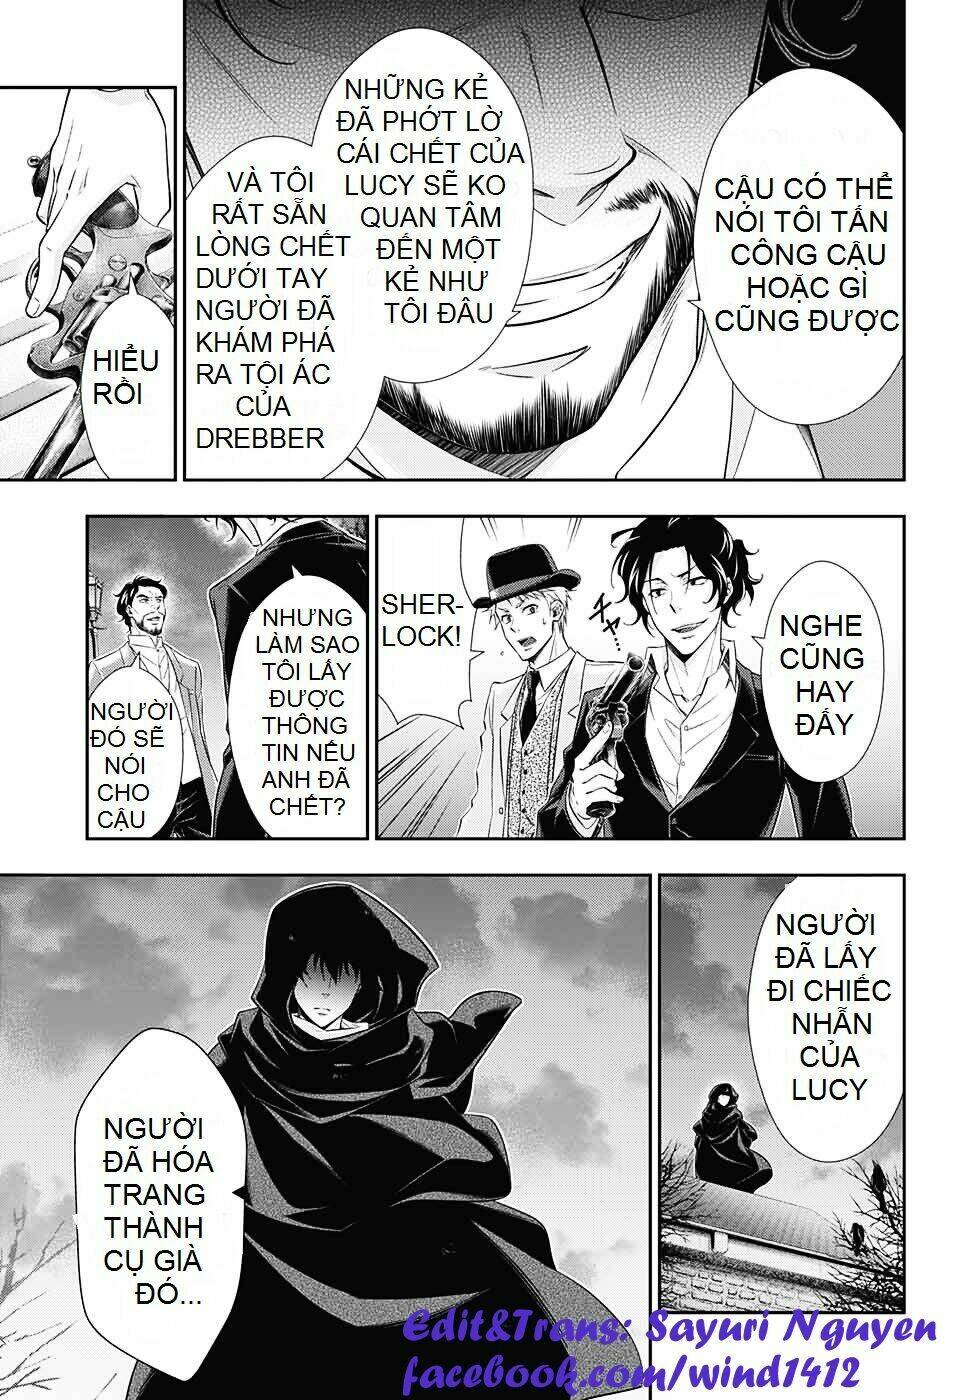 CẬU CÓ THỂ
NÓI TÔI TẤN
CÔNG CẬU
HOẶC GÌ
CŨNG ĐƯỢC
NHỮNG KẺ
ĐÃ PHỚT LỜ
CÁI CHẾT CỦA
LUCY SẼ KO
QUAN TÂM
ĐẾN MỘT
KẺ NHƯ
TÔI ĐÂU
VÀ TÔI
RẤT SẴN
LÒNG CHẾT
DƯỚI TAY
NGƯỜI ĐÃ
KHÁM PHÁ
RA TỘI ÁC
CỦA
DREBBER
HIỂU
RỒI
NGHE
CŨNG
HAY
ĐẤY
SHER-
LOCK!
NHƯNG
LÀM SAO
TÔI LẤY
ĐƯỢC
THÔNG
TIN NẾU
ANH ĐÃ
CHẾT?
NGƯỜI
ĐÓ SẼ
NÓI
CHO
CẬU
NGƯỜI
ĐÃ LẤY
ĐI CHIẾC
NHẪN
CỦA
LUCY
NGƯỜI
ĐÃ HÓA
TRANG
THÀNH
CỤ GIÀ
ĐÓ...
Edit&Trans: Sayuri Nguyen
facebook.com/wind1412